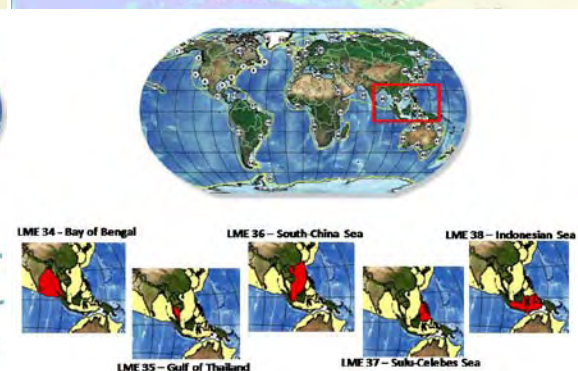 LME 34 - Bay of Bengal
LME 36 – South-China Sea
LME 38 – Indonesian Sea
LME 35 – Gulf of Thailand
LME 37 – Sulu-Celebes Sea